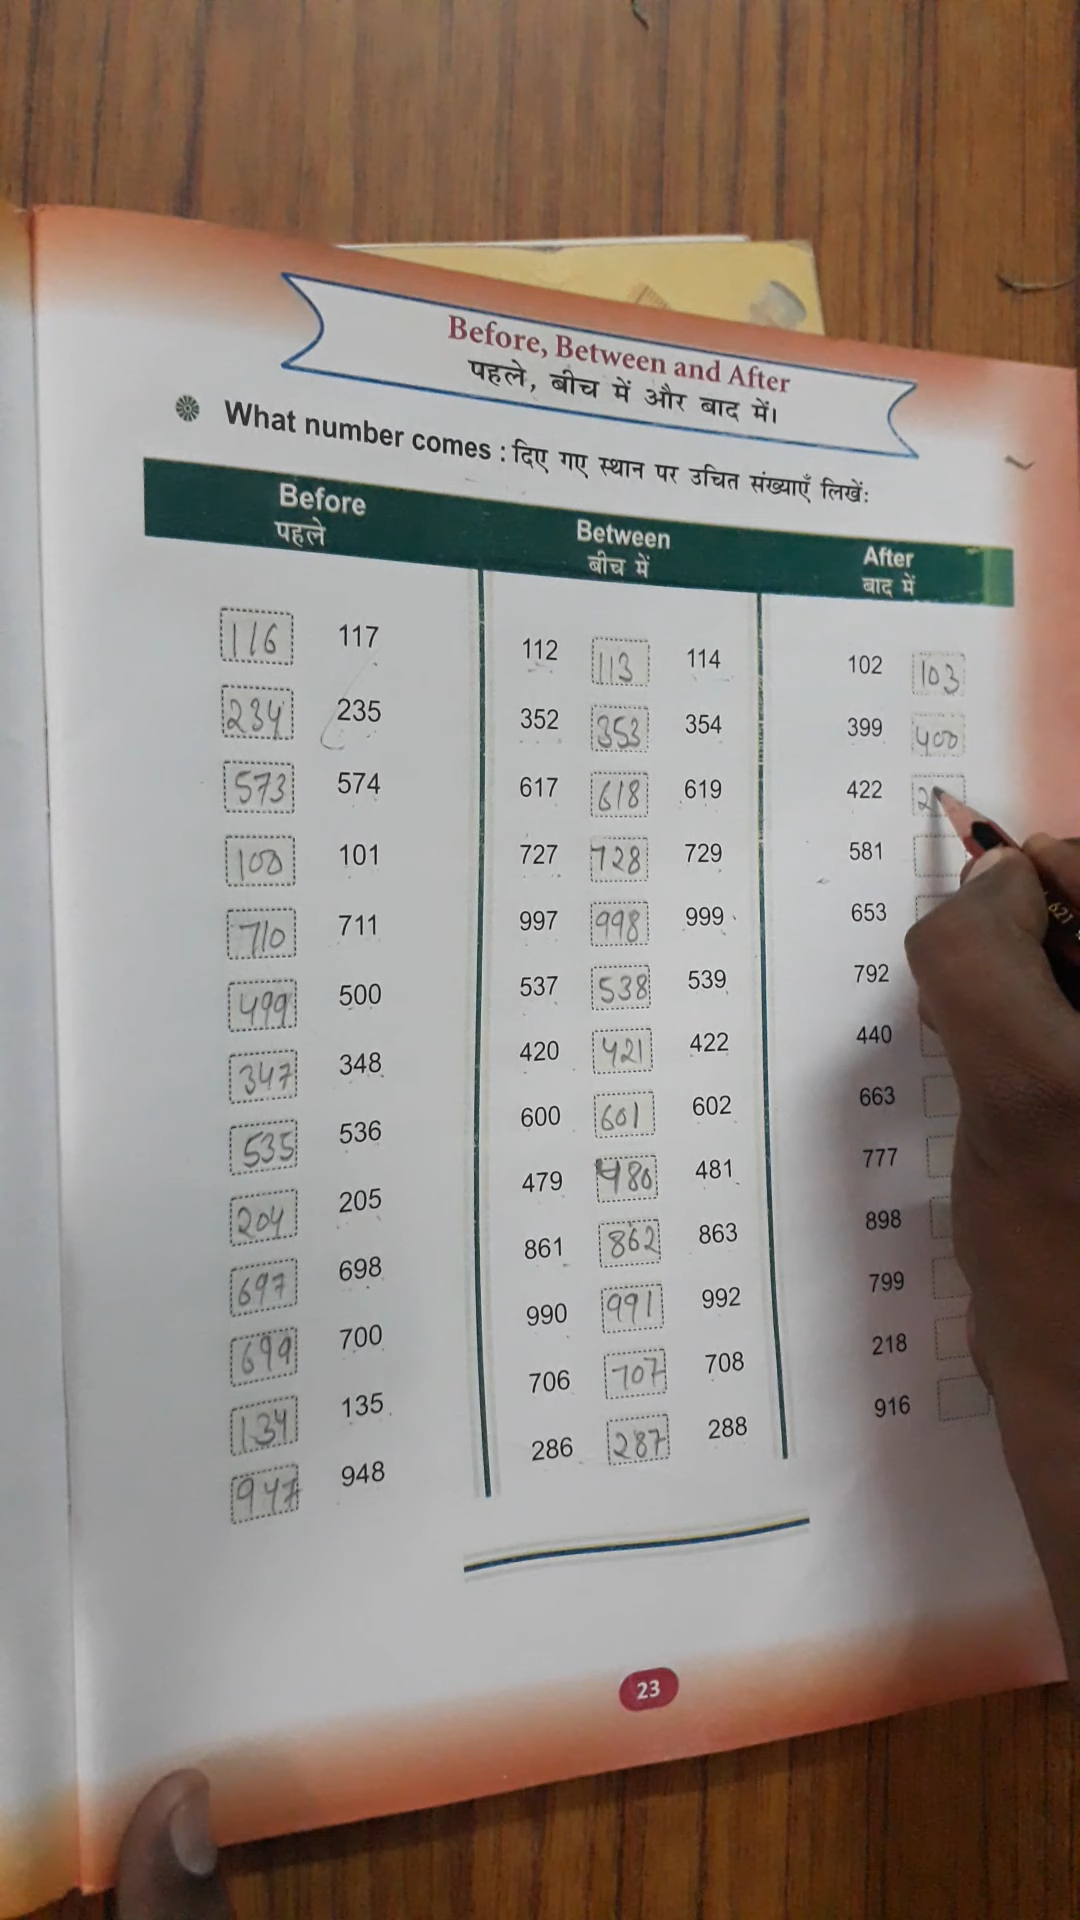 Before, Between and After
पहले, बीच में और बाद में।
What number comes : दिए गए स्थान पर उचित संख्याएँ लिखें:
Before Between After
पहले बीच में बाद में
116 117 112 113 114 102 103
234 235 352 353 354 399 400
573 574 617 618 619 422 2
100 101 727 728 729 581
710 711 997 998 999 653
499 500 537 538 539 792
347 348 420 421 422 440
535 536 600 601 602 663
204 205 479 480 481 777
697 698 861 862 863 898
699 700 990 991 992 799
134 135 706 707 708 218
947 948 286 287 288 916
23
621